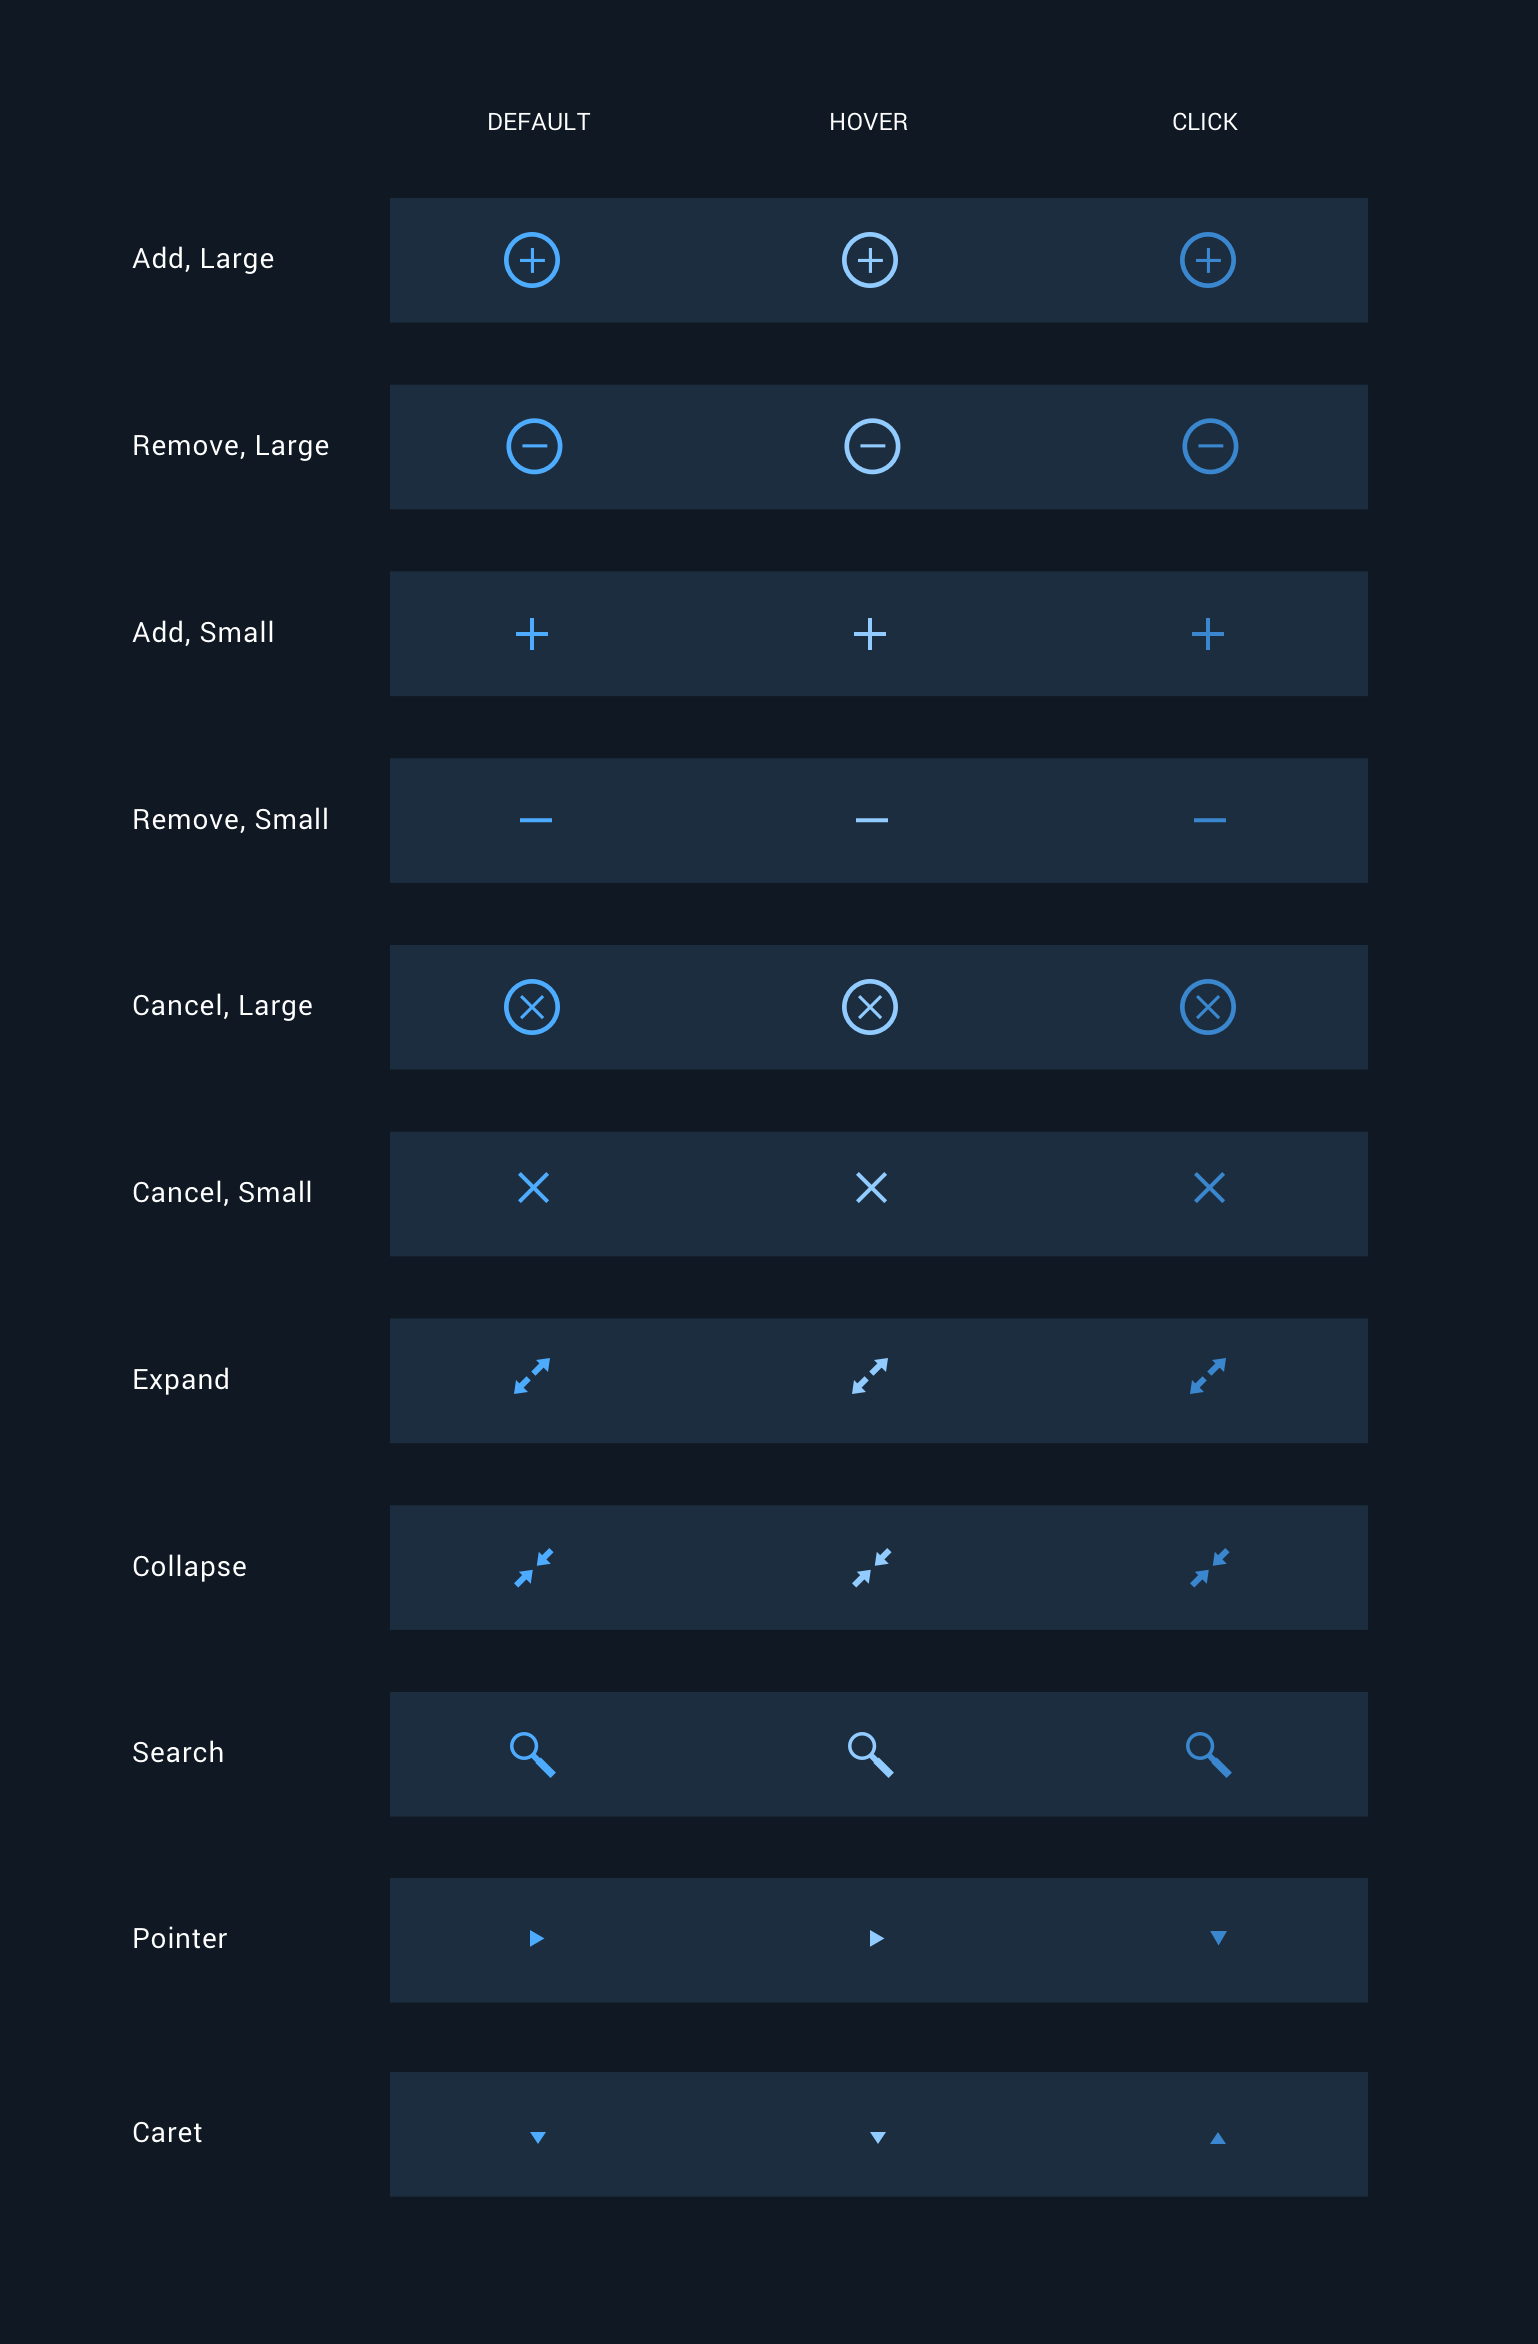 DEFAULT HOVER CLICK
Add, Large
Remove, Large
Add, Small
Remove, Small
Cancel, Large
Cancel, Small
Expand
Collapse
Search
Pointer
Caret